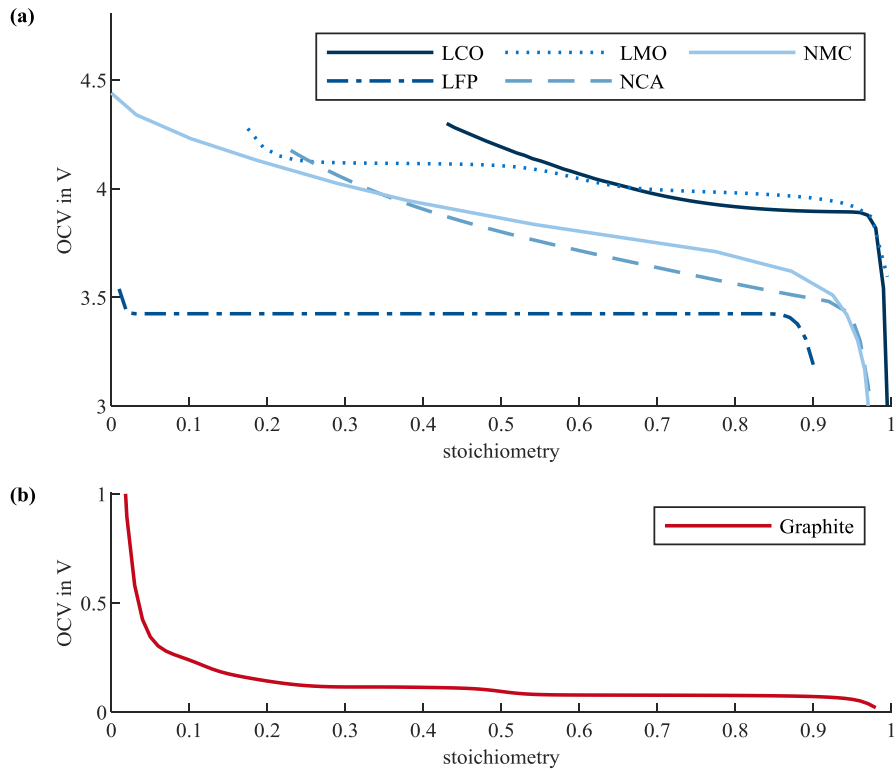 (a)
LCO LMO NMC
LFP NCA
4.5
4
3.5
3
OCV in V
0 0.1 0.2 0.3 0.4 0.5 0.6 0.7 0.8 0.9 1
stoichiometry
(b)
1
0.5
0
OCV in V
Graphite
0 0.1 0.2 0.3 0.4 0.5 0.6 0.7 0.8 0.9 1
stoichiometry